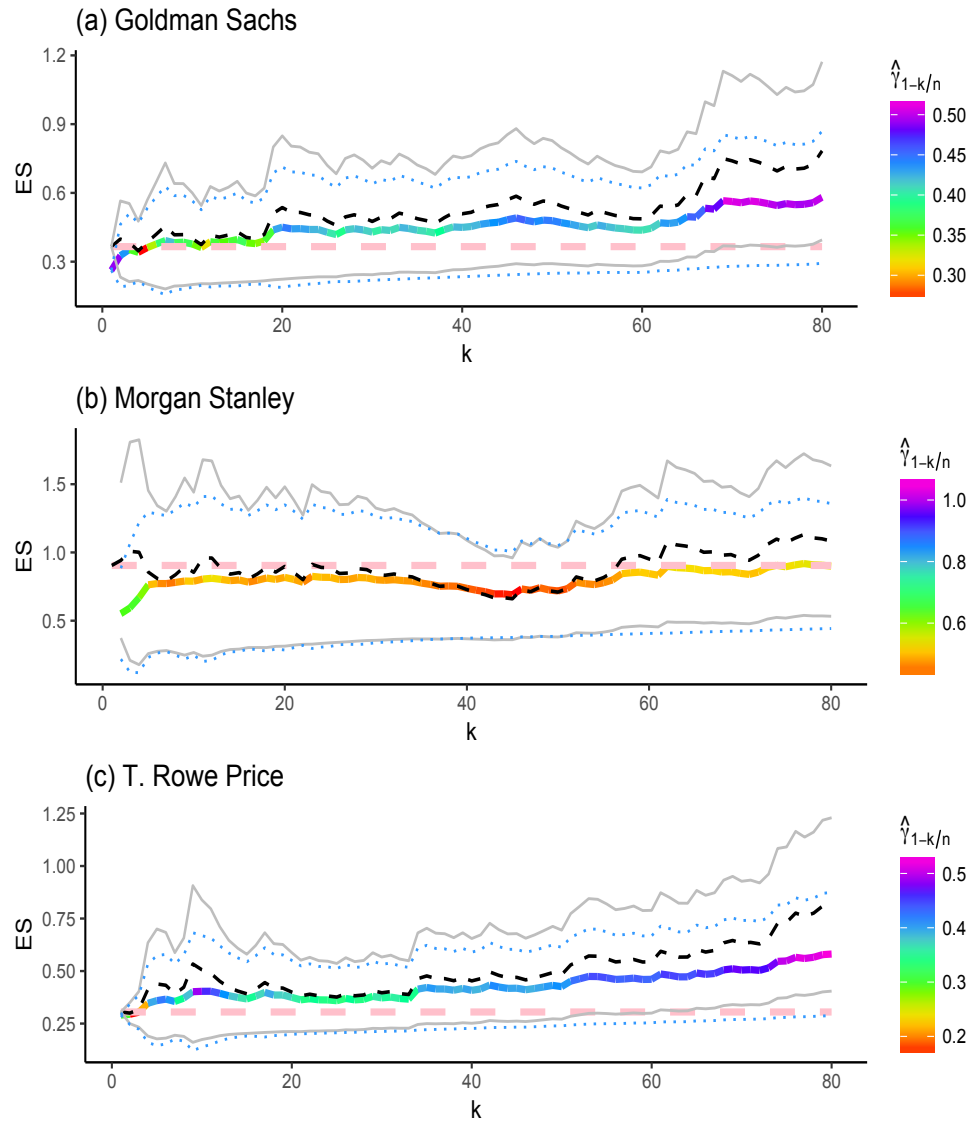 (a) Goldman Sachs
1.2
0.9
0.6
0.3
ES
0 20 40 60 80
k
γ̂̂1−k/n
0.50
0.45
0.40
0.35
0.30
(b) Morgan Stanley
1.5
1.0
0.5
ES
0 20 40 60 80
k
γ̂̂1−k/n
1.0
0.8
0.6
(c) T. Rowe Price
1.25
1.00
0.75
0.50
0.25
ES
0 20 40 60 80
k
γ̂̂1−k/n
0.5
0.4
0.3
0.2